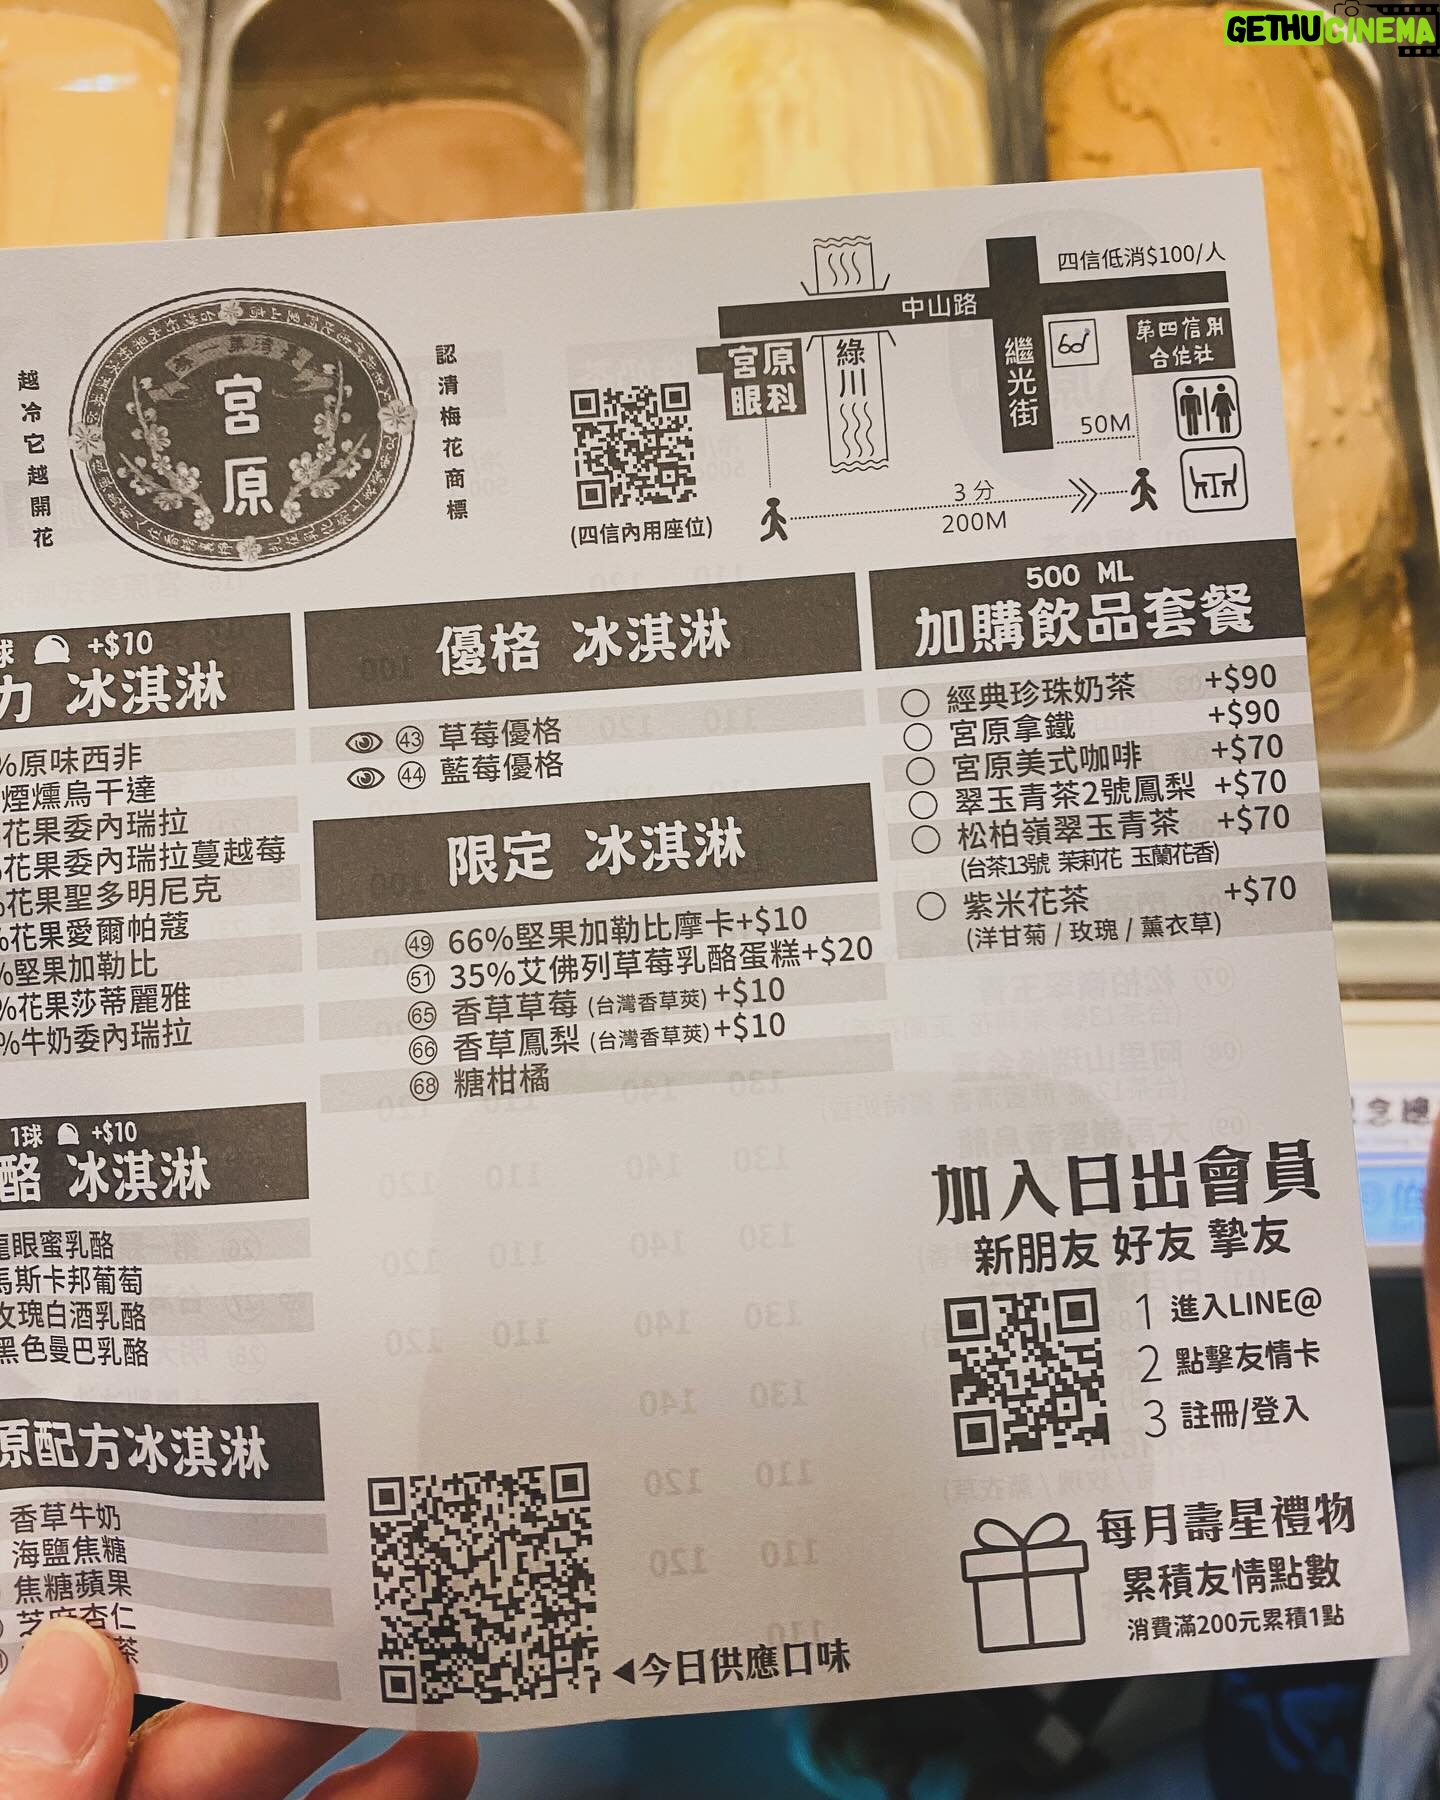 GETHUCINEMA
越冷它越開花
宮原
認清梅花商標
(四信內用座位)
四信低消$100/人
中山路
宮原
眼科
綠川
繼光街
第四信用
合作社
50M
3 分
200M
球 +$10
力 冰淇淋
%原味西非
煙燻烏干達
花果委內瑞拉
花果委內瑞拉蔓越莓
%花果聖多明尼克
%花果愛爾帕蔻
%堅果加勒比
%花果莎蒂麗雅
%牛奶委內瑞拉
1球 +$10
酪 冰淇淋
龍眼蜜乳酪
馬斯卡邦葡萄
玫瑰白酒乳酪
黑色曼巴乳酪
原配方冰淇淋
香草牛奶
海鹽焦糖
焦糖蘋果
芝麻杏仁
茶
優格 冰淇淋
43 草莓優格
44 藍莓優格
限定 冰淇淋
49 66%堅果加勒比摩卡+$10
51 35%艾佛列草莓乳酪蛋糕+$20
65 香草草莓 (台灣香草莢)+$10
66 香草鳳梨 (台灣香草莢)+$10
68 糖柑橘
◀今日供應口味
500 ML
加購飲品套餐
○ 經典珍珠奶茶 +$90
○ 宮原拿鐵 +$90
○ 宮原美式咖啡 +$70
○ 翠玉青茶2號鳳梨 +$70
○ 松柏嶺翠玉青茶 +$70
(台茶13號 茉莉花 玉蘭花香)
○ 紫米花茶 +$70
(洋甘菊 / 玫瑰 / 薰衣草)
加入日出會員
新朋友 好友 摯友
1 進入LINE@
2 點擊友情卡
3 註冊/登入
每月壽星禮物
累積友情點數
消費滿200元累積1點